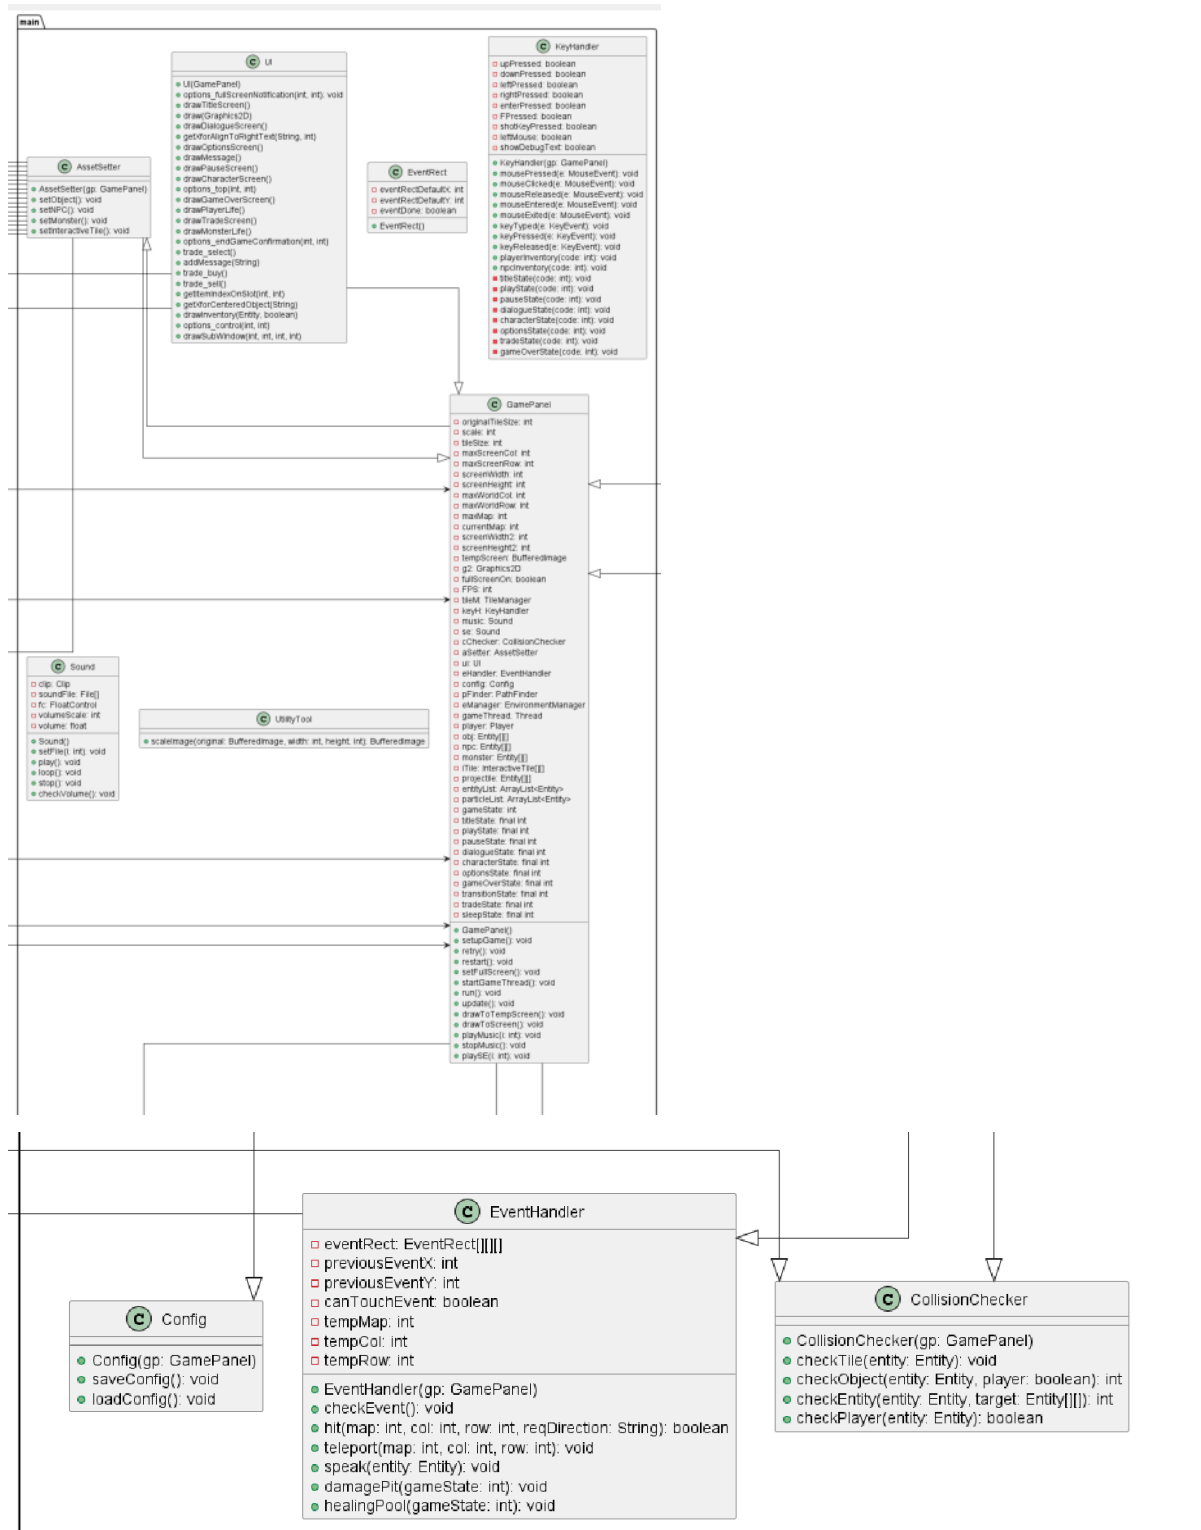 main
C KeyHandler
upPressed: boolean
downPressed: boolean
leftPressed: boolean
rightPressed: boolean
enterPressed: boolean
FPressed: boolean
shotKeyPressed: boolean
leftMouse: boolean
showDebugText: boolean
KeyHandler(gp: GamePanel)
mousePressed(e: MouseEvent): void
mouseClicked(e: MouseEvent): void
mouseReleased(e: MouseEvent): void
mouseEntered(e: MouseEvent): void
mouseExited(e: MouseEvent): void
keyTyped(e: KeyEvent): void
keyPressed(e: KeyEvent): void
keyReleased(e: KeyEvent): void
playerInventory(code: int): void
npcInventory(code: int): void
titleState(code: int): void
playState(code: int): void
pauseState(code: int): void
dialogueState(code: int): void
characterState(code: int): void
optionsState(code: int): void
tradeState(code: int): void
gameOverState(code: int): void
C UI
UI(GamePanel)
options_fullScreenNotification(int, int): void
drawTitleScreen()
draw(Graphics2D)
drawDialogueScreen()
getXforAlignToRightText(String, int)
drawOptionsScreen()
drawMessage()
drawPauseScreen()
drawCharacterScreen()
options_top(int, int)
drawGameOverScreen()
drawPlayerLife()
drawTradeScreen()
drawMonsterLife()
options_endGameConfirmation(int, int)
trade_select()
addMessage(String)
trade_buy()
trade_sell()
getItemIndexOnSlot(int, int)
getXforCenteredObject(String)
drawInventory(Entity, boolean)
options_control(int, int)
drawSubWindow(int, int, int, int)
C AssetSetter
AssetSetter(gp: GamePanel)
setObject(): void
setNPC(): void
setMonster(): void
setInteractiveTile(): void
C EventRect
eventRectDefaultX: int
eventRectDefaultY: int
eventDone: boolean
EventRect()
C GamePanel
originalTileSize: int
scale: int
tileSize: int
maxScreenCol: int
maxScreenRow: int
screenWidth: int
screenHeight: int
maxWorldCol: int
maxWorldRow: int
maxMap: int
currentMap: int
screenWidth2: int
screenHeight2: int
tempScreen: BufferedImage
g2: Graphics2D
fullScreenOn: boolean
FPS: int
tileM: TileManager
keyH: KeyHandler
music: Sound
se: Sound
cChecker: CollisionChecker
aSetter: AssetSetter
ui: UI
eHandler: EventHandler
config: Config
pFinder: PathFinder
eManager: EnvironmentManager
gameThread: Thread
player: Player
obj: Entity[][]
npc: Entity[][]
monster: Entity[][]
iTile: InteractiveTile[][]
projectile: Entity[][]
entityList: ArrayList<Entity>
particleList: ArrayList<Entity>
gameState: int
titleState: final int
playState: final int
pauseState: final int
dialogueState: final int
characterState: final int
optionsState: final int
gameOverState: final int
transitionState: final int
tradeState: final int
sleepState: final int
GamePanel()
setupGame(): void
retry(): void
restart(): void
setFullScreen(): void
startGameThread(): void
run(): void
update(): void
drawToTempScreen(): void
drawToScreen(): void
playMusic(i: int): void
stopMusic(): void
playSE(i: int): void
C Sound
clip: Clip
soundFile: File[]
fc: FloatControl
volumeScale: int
volume: float
Sound()
setFile(i: int): void
play(): void
loop(): void
stop(): void
checkVolume(): void
C UtilityTool
scaleImage(original: BufferedImage, width: int, height: int): BufferedImage
C EventHandler
eventRect: EventRect[][][]
previousEventX: int
previousEventY: int
canTouchEvent: boolean
tempMap: int
tempCol: int
tempRow: int
EventHandler(gp: GamePanel)
checkEvent(): void
hit(map: int, col: int, row: int, reqDirection: String): boolean
teleport(map: int, col: int, row: int): void
speak(entity: Entity): void
damagePit(gameState: int): void
healingPool(gameState: int): void
C Config
Config(gp: GamePanel)
saveConfig(): void
loadConfig(): void
C CollisionChecker
CollisionChecker(gp: GamePanel)
checkTile(entity: Entity): void
checkObject(entity: Entity, player: boolean): int
checkEntity(entity: Entity, target: Entity[][]): int
checkPlayer(entity: Entity): boolean